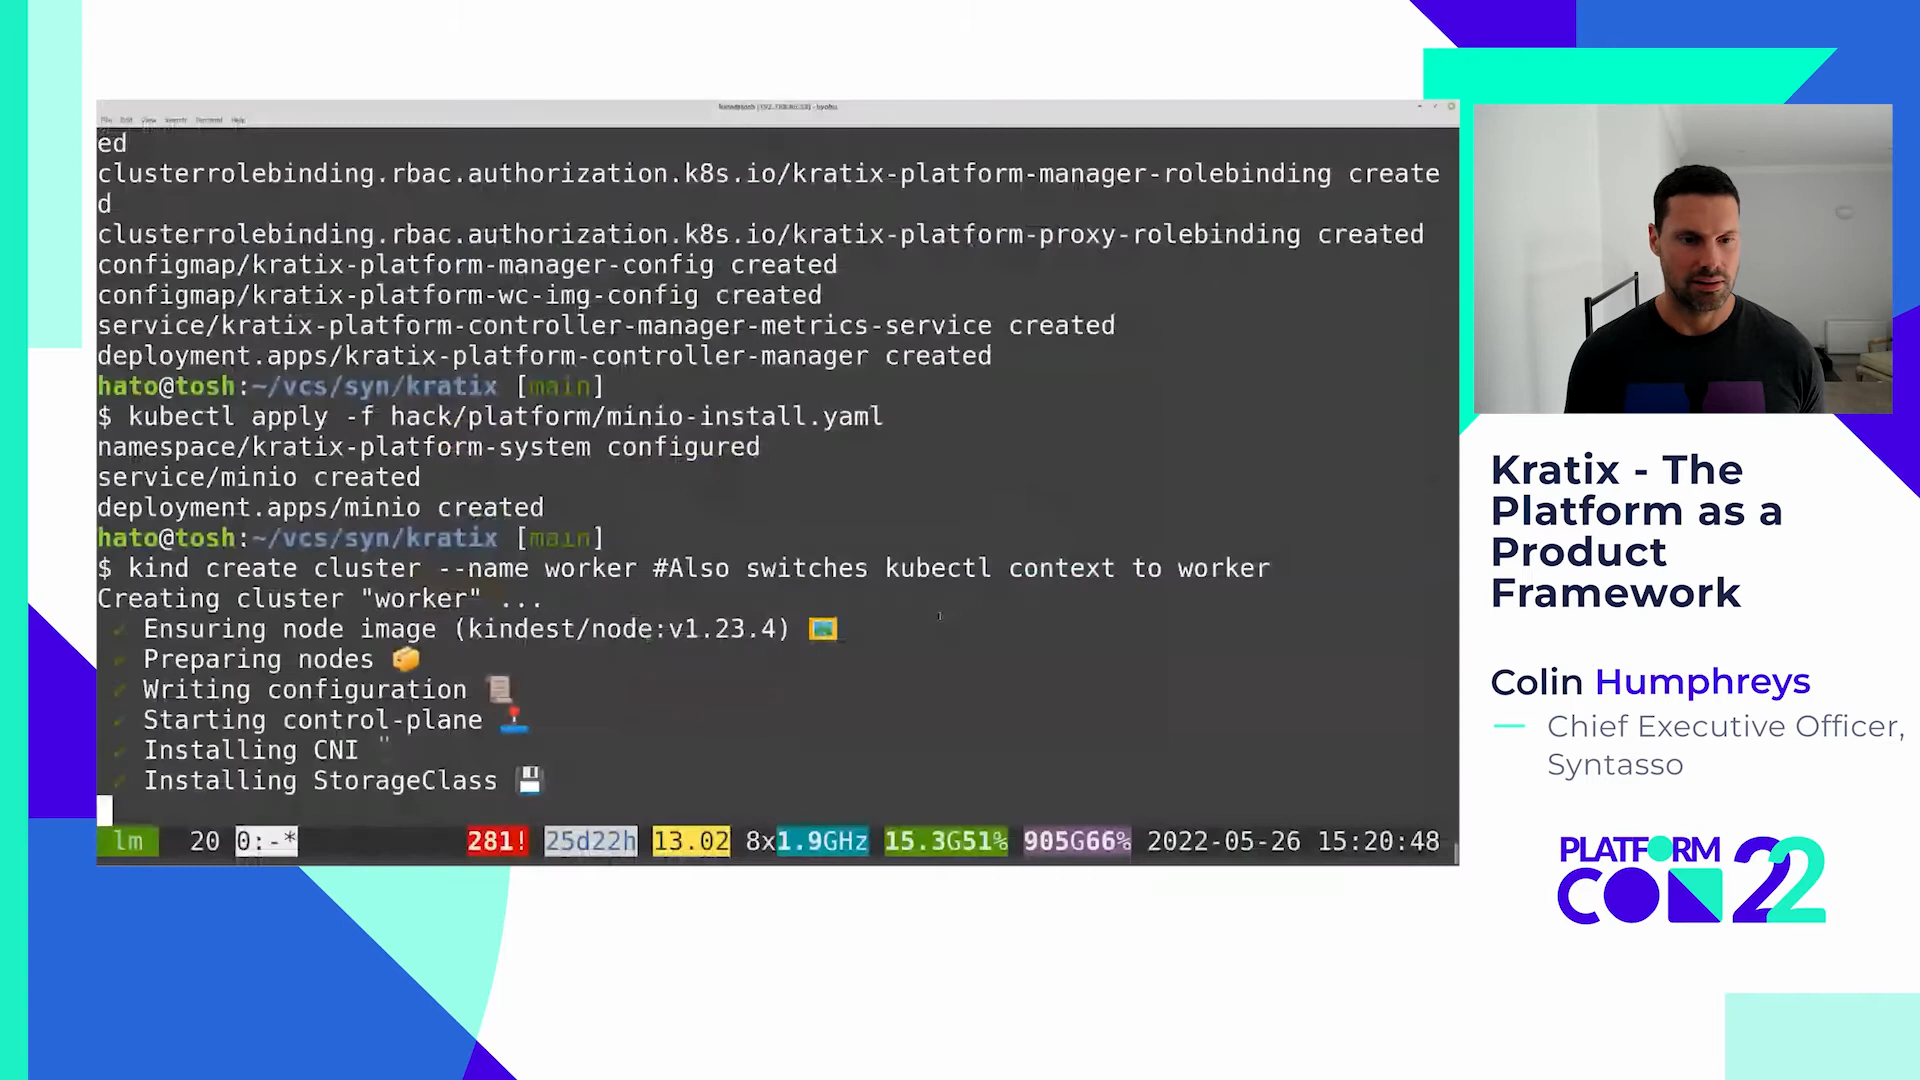 File Edit View Search Terminal Help
ed
clusterrolebinding.rbac.authorization.k8s.io/kratix-platform-manager-rolebinding create
d
clusterrolebinding.rbac.authorization.k8s.io/kratix-platform-proxy-rolebinding created
configmap/kratix-platform-manager-config created
configmap/kratix-platform-wc-img-config created
service/kratix-platform-controller-manager-metrics-service created
deployment.apps/kratix-platform-controller-manager created
hato@tosh:~/vcs/syn/kratix [main]
$ kubectl apply -f hack/platform/minio-install.yaml
namespace/kratix-platform-system configured
service/minio created
deployment.apps/minio created
hato@tosh:~/vcs/syn/kratix [main]
$ kind create cluster --name worker #Also switches kubectl context to worker
Creating cluster "worker" ...
✓ Ensuring node image (kindest/node:v1.23.4) 🖼
✓ Preparing nodes 📦
✓ Writing configuration 📜
✓ Starting control-plane 🕹
✓ Installing CNI "
✓ Installing StorageClass 💾
lm 20 0:-* 281! 25d22h 13.02 8x1.9GHz 15.3G51% 905G66% 2022-05-26 15:20:48
Kratix - The
Platform as a
Product
Framework
Colin Humphreys
— Chief Executive Officer,
Syntasso
PLATFORM
CON 22